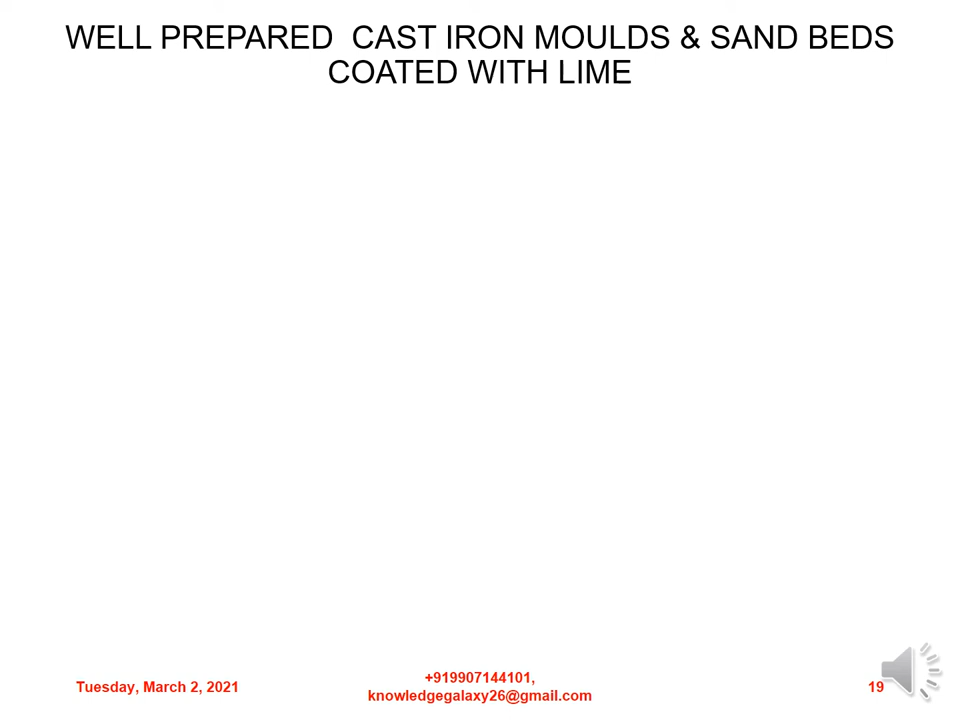 WELL PREPARED  CAST IRON MOULDS & SAND BEDS
COATED WITH LIME
Tuesday, March 2, 2021
+919907144101,
knowledgegalaxy26@gmail.com
19